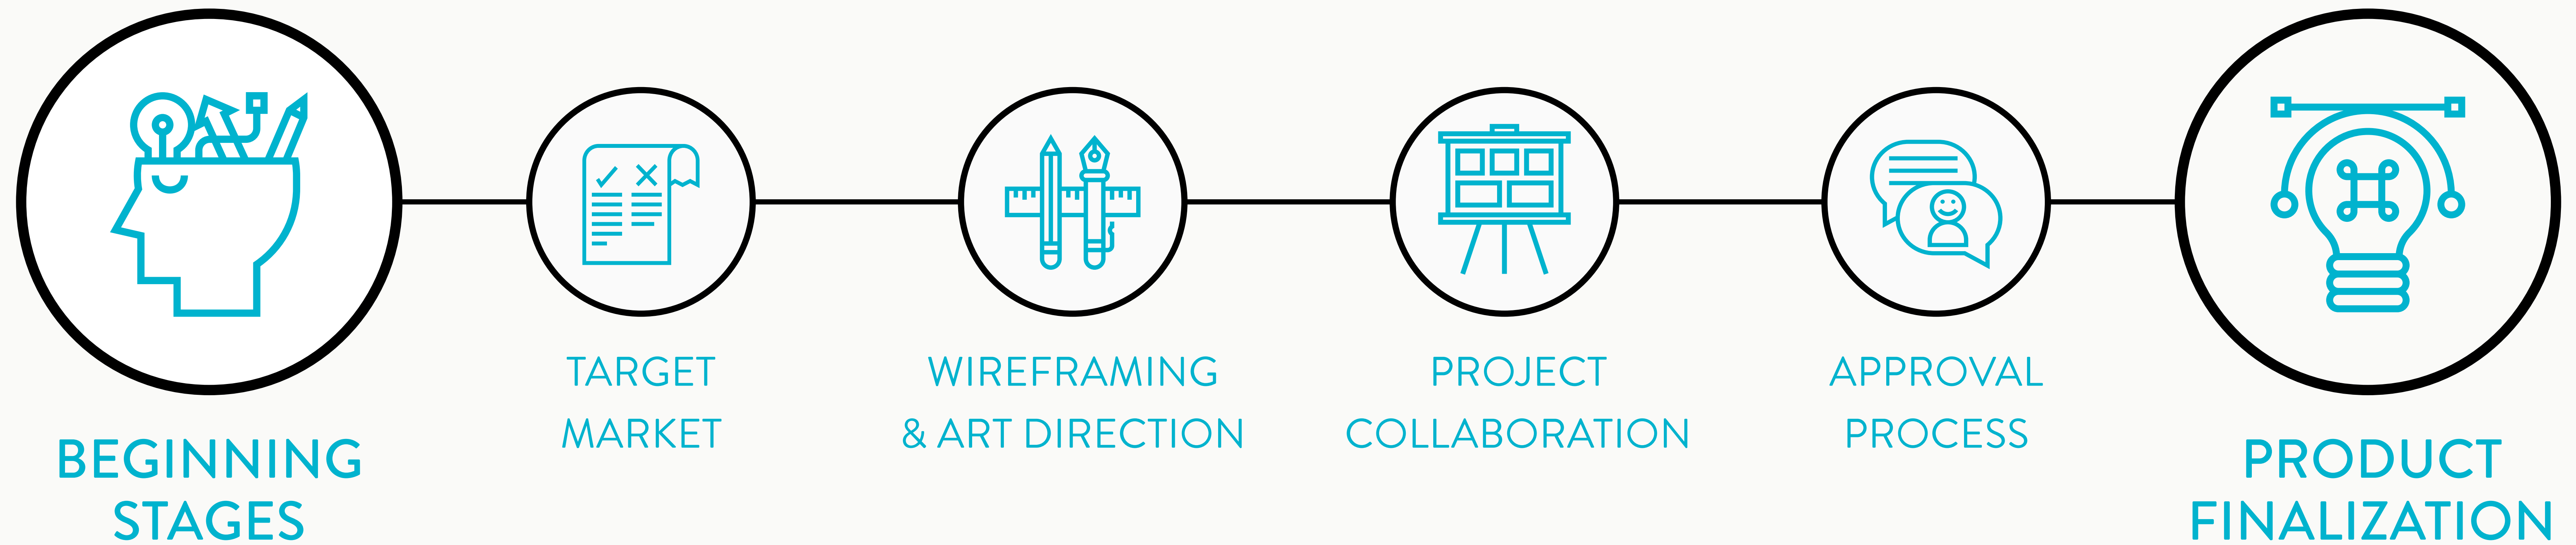 BEGINNING
STAGES
TARGET
MARKET
WIREFRAMING
& ART DIRECTION
PROJECT
COLLABORATION
APPROVAL
PROCESS
PRODUCT
FINALIZATION